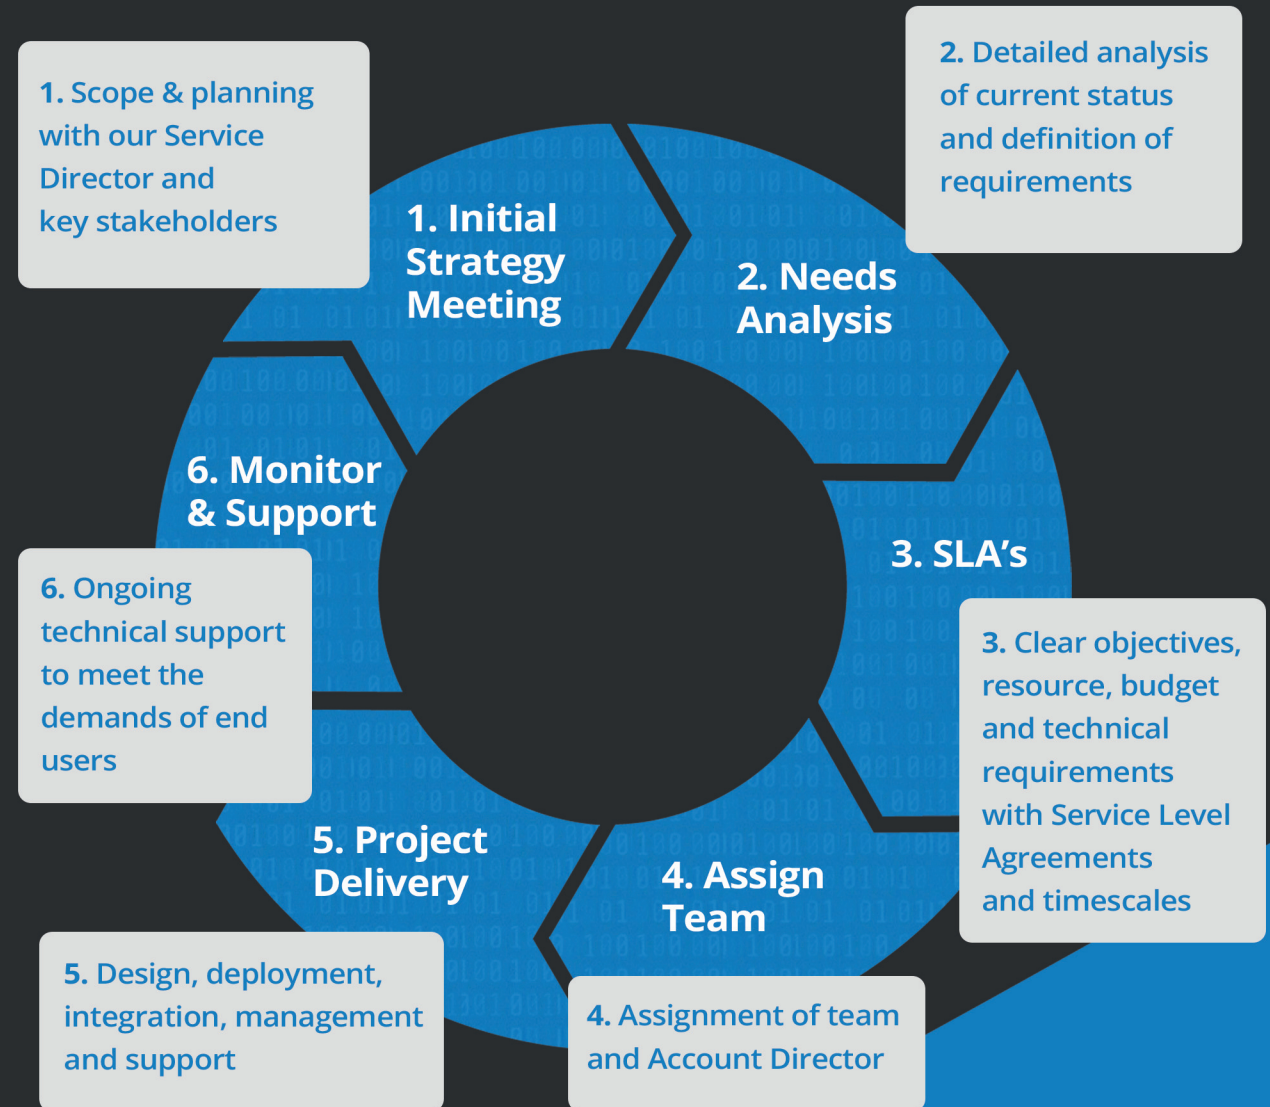 1. Scope & planning
with our Service
Director and
key stakeholders
2. Detailed analysis
of current status
and definition of
requirements
1. Initial
Strategy
Meeting
2. Needs
Analysis
6. Monitor
& Support
3. SLA’s
6. Ongoing
technical support
to meet the
demands of end
users
3. Clear objectives,
resource, budget
and technical
requirements
with Service Level
Agreements
and timescales
5. Project
Delivery
4. Assign
Team
5. Design, deployment,
integration, management
and support
4. Assignment of team
and Account Director